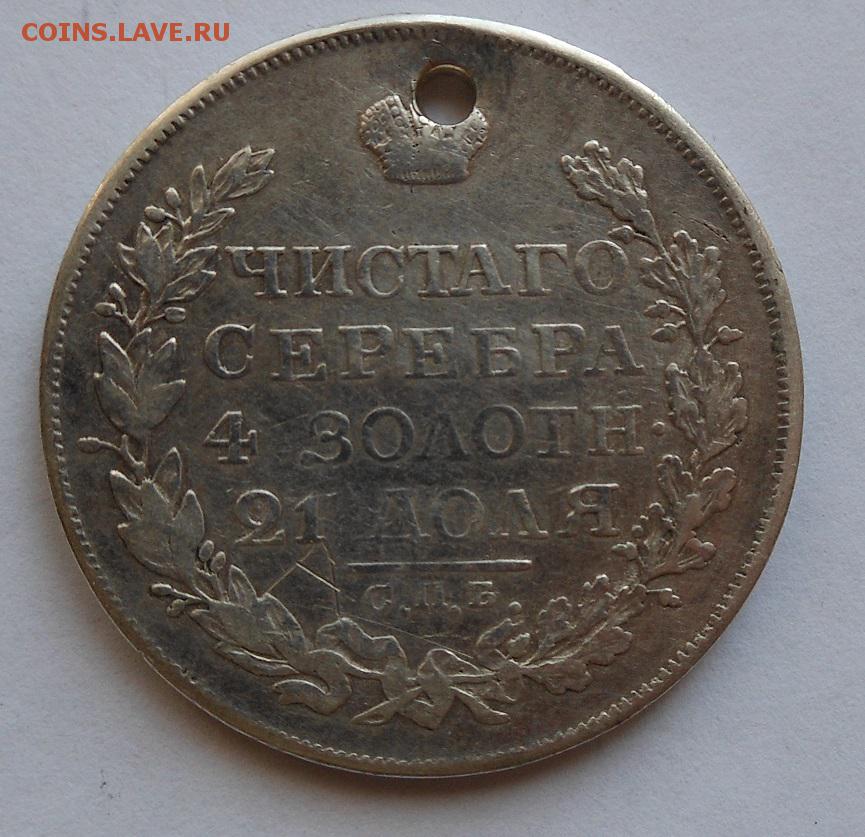 COINS.LAVE.RU
ЧИСТАГО
СЕРЕБРА
4 ЗОЛОТН.
21 ДОЛЯ.
С.П.Б